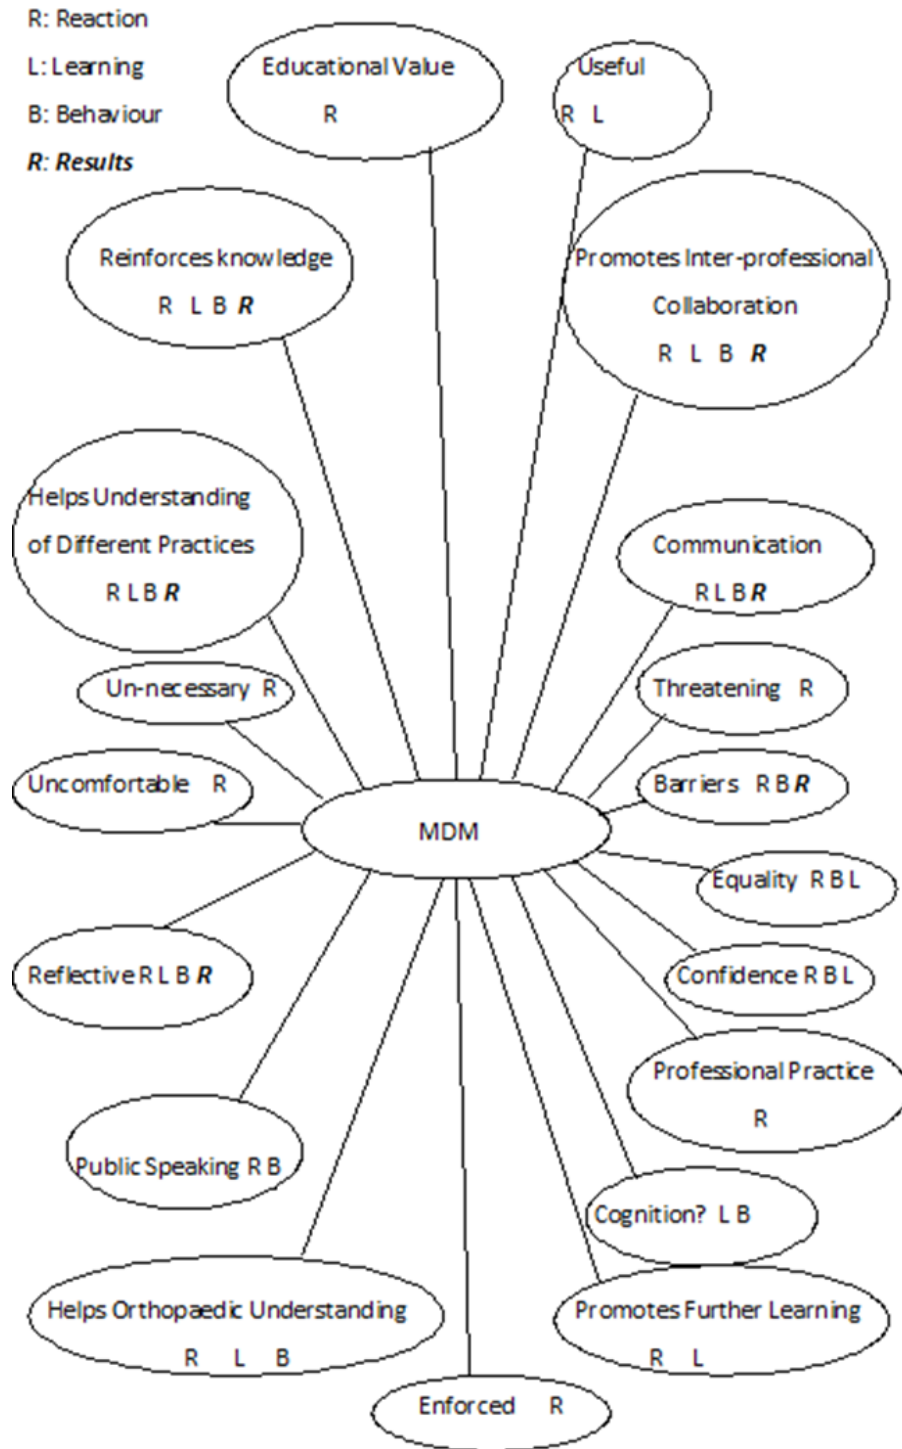 R: Reaction
L: Learning
B: Behaviour
R: Results
Educational Value
R
Useful
R L
Reinforces knowledge
R L B R
Promotes Inter-professional
Collaboration
R L B R
Helps Understanding
of Different Practices
R L B R
Communication
R L B R
Un-necessary R
Threatening R
Uncomfortable R
Barriers R B R
MDM
Equality R B L
Reflective R L B R
Confidence R B L
Professional Practice
R
Public Speaking R B
Cognition? L B
Helps Orthopaedic Understanding
R L B
Promotes Further Learning
R L
Enforced R